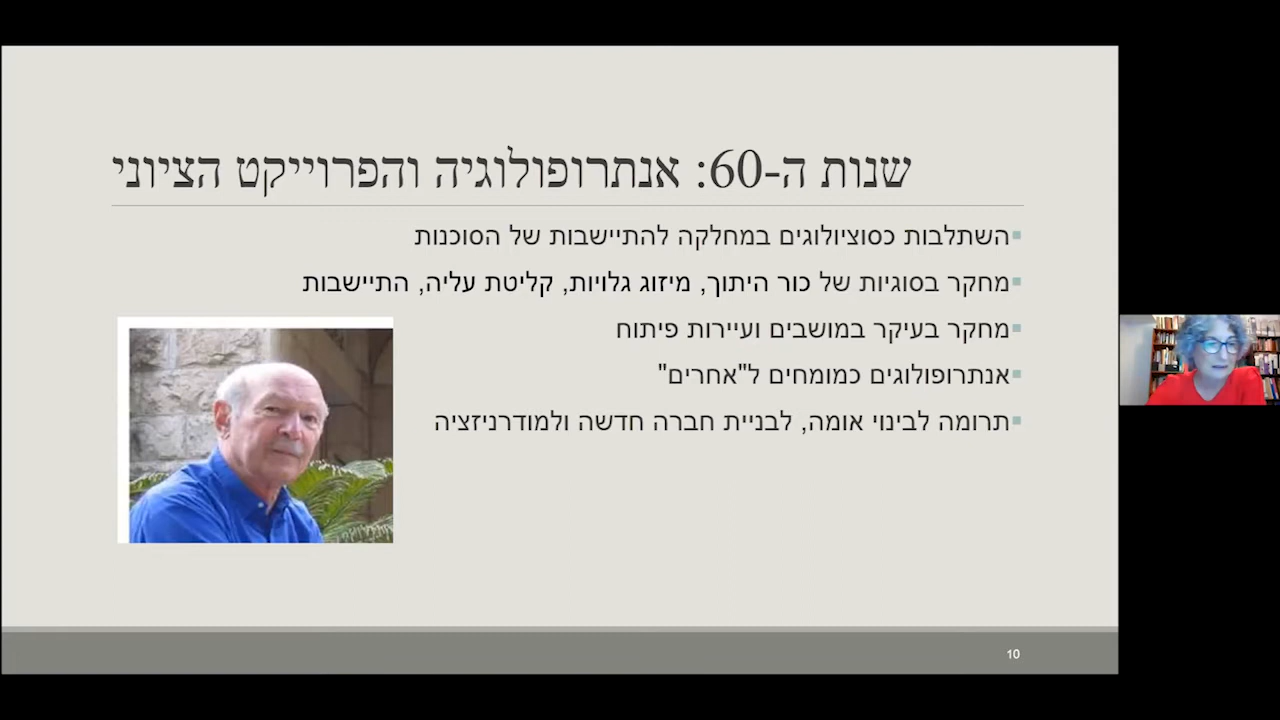 שנות ה-60: אנתרופולוגיה והפרוייקט הציוני
השתלבות כסוציולוגים במחלקה להתיישבות של הסוכנות
מחקר בסוגיות של כור היתוך, מיזוג גלויות, קליטת עליה, התיישבות
מחקר בעיקר במושבים ועיירות פיתוח
אנתרופולוגים כמומחים ל"אחרים"
תרומה לבינוי אומה, לבניית חברה חדשה ולמודרניזציה
10